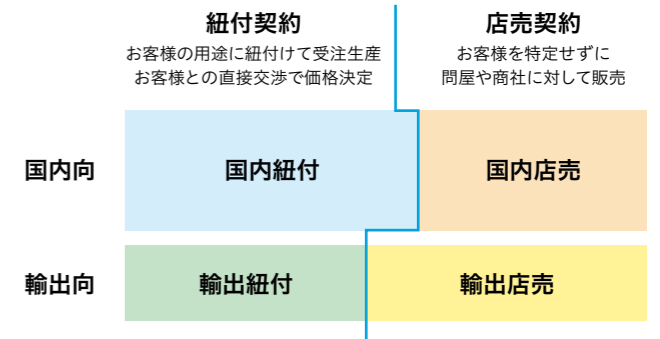 紐付契約
お客様の用途に紐付けて受注生産
お客様との直接交渉で価格決定
店売契約
お客様を特定せずに
問屋や商社に対して販売
国内向
国内紐付
国内店売
輸出向
輸出紐付
輸出店売